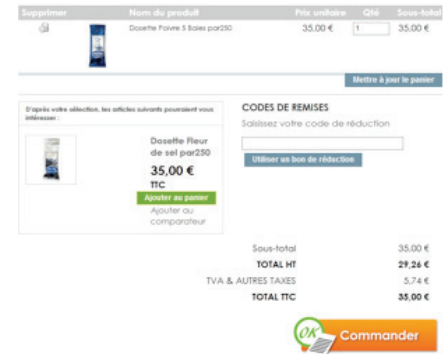 Supprimer Nom du produit Prix unitaire Qté Sous-total
Dosette Poivre 5 Baies par250 35,00 € 1 35,00 €
Mettre à jour le panier
D'après votre sélection, les articles suivants pourraient vous
intéresser :
Dosette Fleur
de sel par250
35,00 €
TTC
Ajouter au panier
Ajouter au
comparateur
CODES DE REMISES
Saisissez votre code de réduction
Utiliser un bon de réduction
Sous-total 35,00 €
TOTAL HT 29,26 €
TVA & AUTRES TAXES 5,74 €
TOTAL TTC 35,00 €
OK Commander